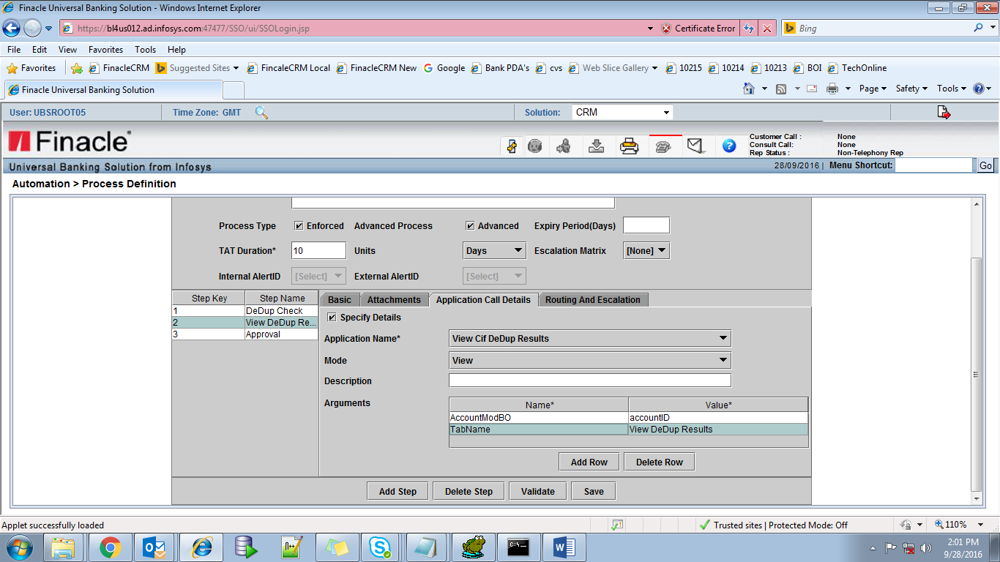 Finacle Universal Banking Solution - Windows Internet Explorer
https://bl4us012.ad.infosys.com:47477/SSO/ui/SSOLogin.jsp Certificate Error Bing
File Edit View Favorites Tools Help
Favorites FinacleCRM Suggested Sites FincaleCRM Local FinacleCRM New Google Bank PDA's cvs Web Slice Gallery 10215 10214 10213 BOI TechOnline
Finacle Universal Banking Solution Page Safety Tools
User: UBSROOT05 Time Zone: GMT Solution: CRM
Finacle
Customer Call : None
Consult Call: None
Rep Status : Non-Telephony Rep
Universal Banking Solution from Infosys 28/09/2016 | Menu Shortcut: Go
Automation > Process Definition
Process Type Enforced Advanced Process Advanced Expiry Period(Days)
TAT Duration* 10 Units Days Escalation Matrix [None]
Internal AlertID [Select] External AlertID [Select]
Step Key Step Name Basic Attachments Application Call Details Routing And Escalation
1 DeDup Check
2 View DeDup Re...
3 Approval
Specify Details
Application Name* View Cif DeDup Results
Mode View
Description
Arguments Name* Value*
AccountModBO accountID
TabName View DeDup Results
Add Row Delete Row
Add Step Delete Step Validate Save
Applet successfully loaded Trusted sites | Protected Mode: Off 110%
2:01 PM
9/28/2016